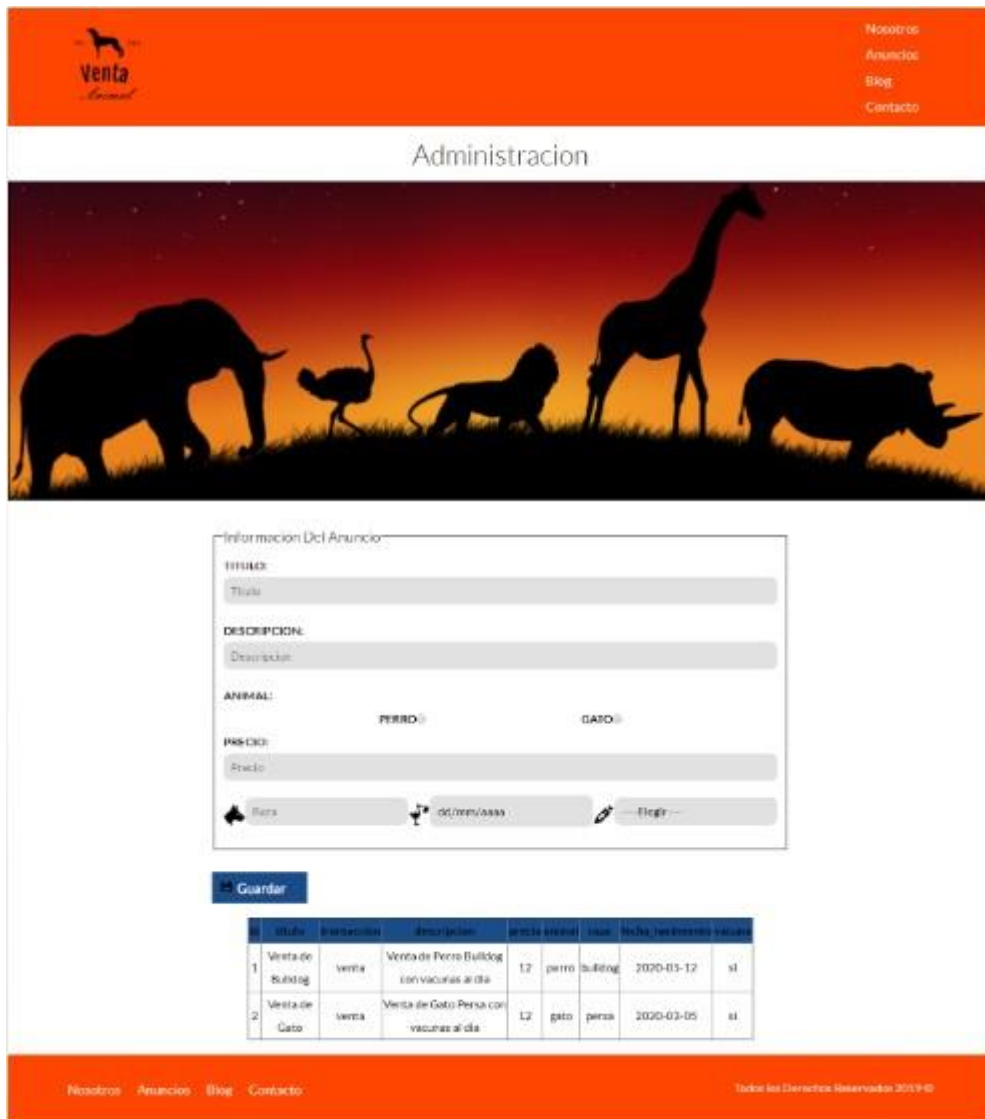 Venta
Animal
Nosotros
Anuncios
Blog
Contacto
Administracion
Informacion Del Anuncio
TITULO:
Titulo
DESCRIPCION:
Descripcion
ANIMAL:
PERRO GATO
PRECIO:
Precio
Raza dd/mm/aaaa ---Elegir---
Guardar
id titulo transaccion descripcion precio animal raza fecha_nacimiento vacuna
1 Venta de Bulldog venta Venta de Perro Bulldog con vacunas al dia 12 perro bulldog 2020-03-12 si
2 Venta de Gato venta Venta de Gato Persa con vacunas al dia 12 gato persa 2020-03-05 si
Nosotros Anuncios Blog Contacto
Todos los Derechos Reservados 2019 ©